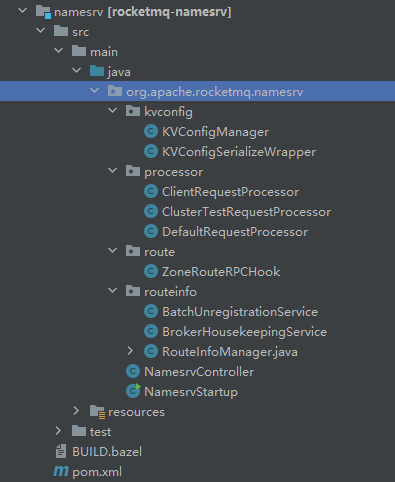 namesrv [rocketmq-namesrv]
src
main
java
org.apache.rocketmq.namesrv
kvconfig
KVConfigManager
KVConfigSerializeWrapper
processor
ClientRequestProcessor
ClusterTestRequestProcessor
DefaultRequestProcessor
route
ZoneRouteRPCHook
routeinfo
BatchUnregistrationService
BrokerHousekeepingService
RouteInfoManager.java
NamesrvController
NamesrvStartup
resources
test
BUILD.bazel
pom.xml